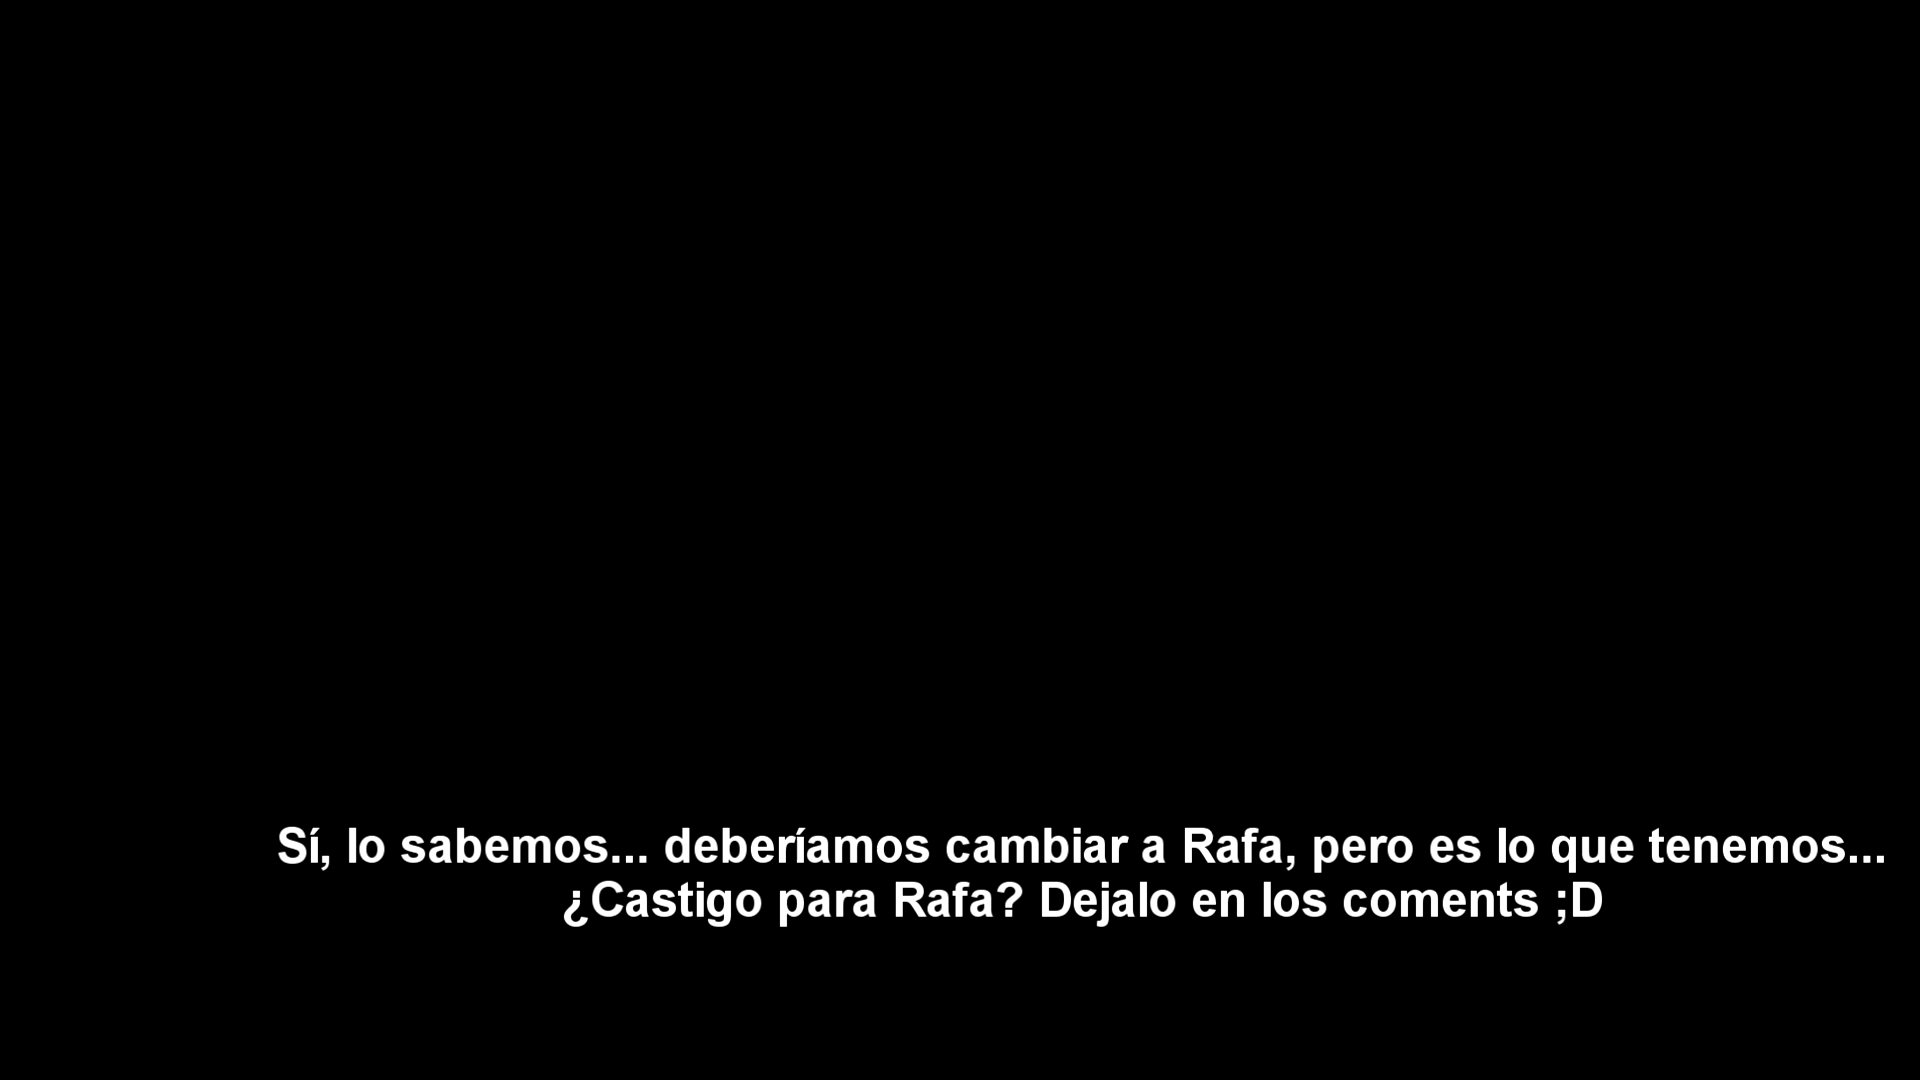 Sí, lo sabemos... deberíamos cambiar a Rafa, pero es lo que tenemos...
¿Castigo para Rafa? Dejalo en los coments ;D